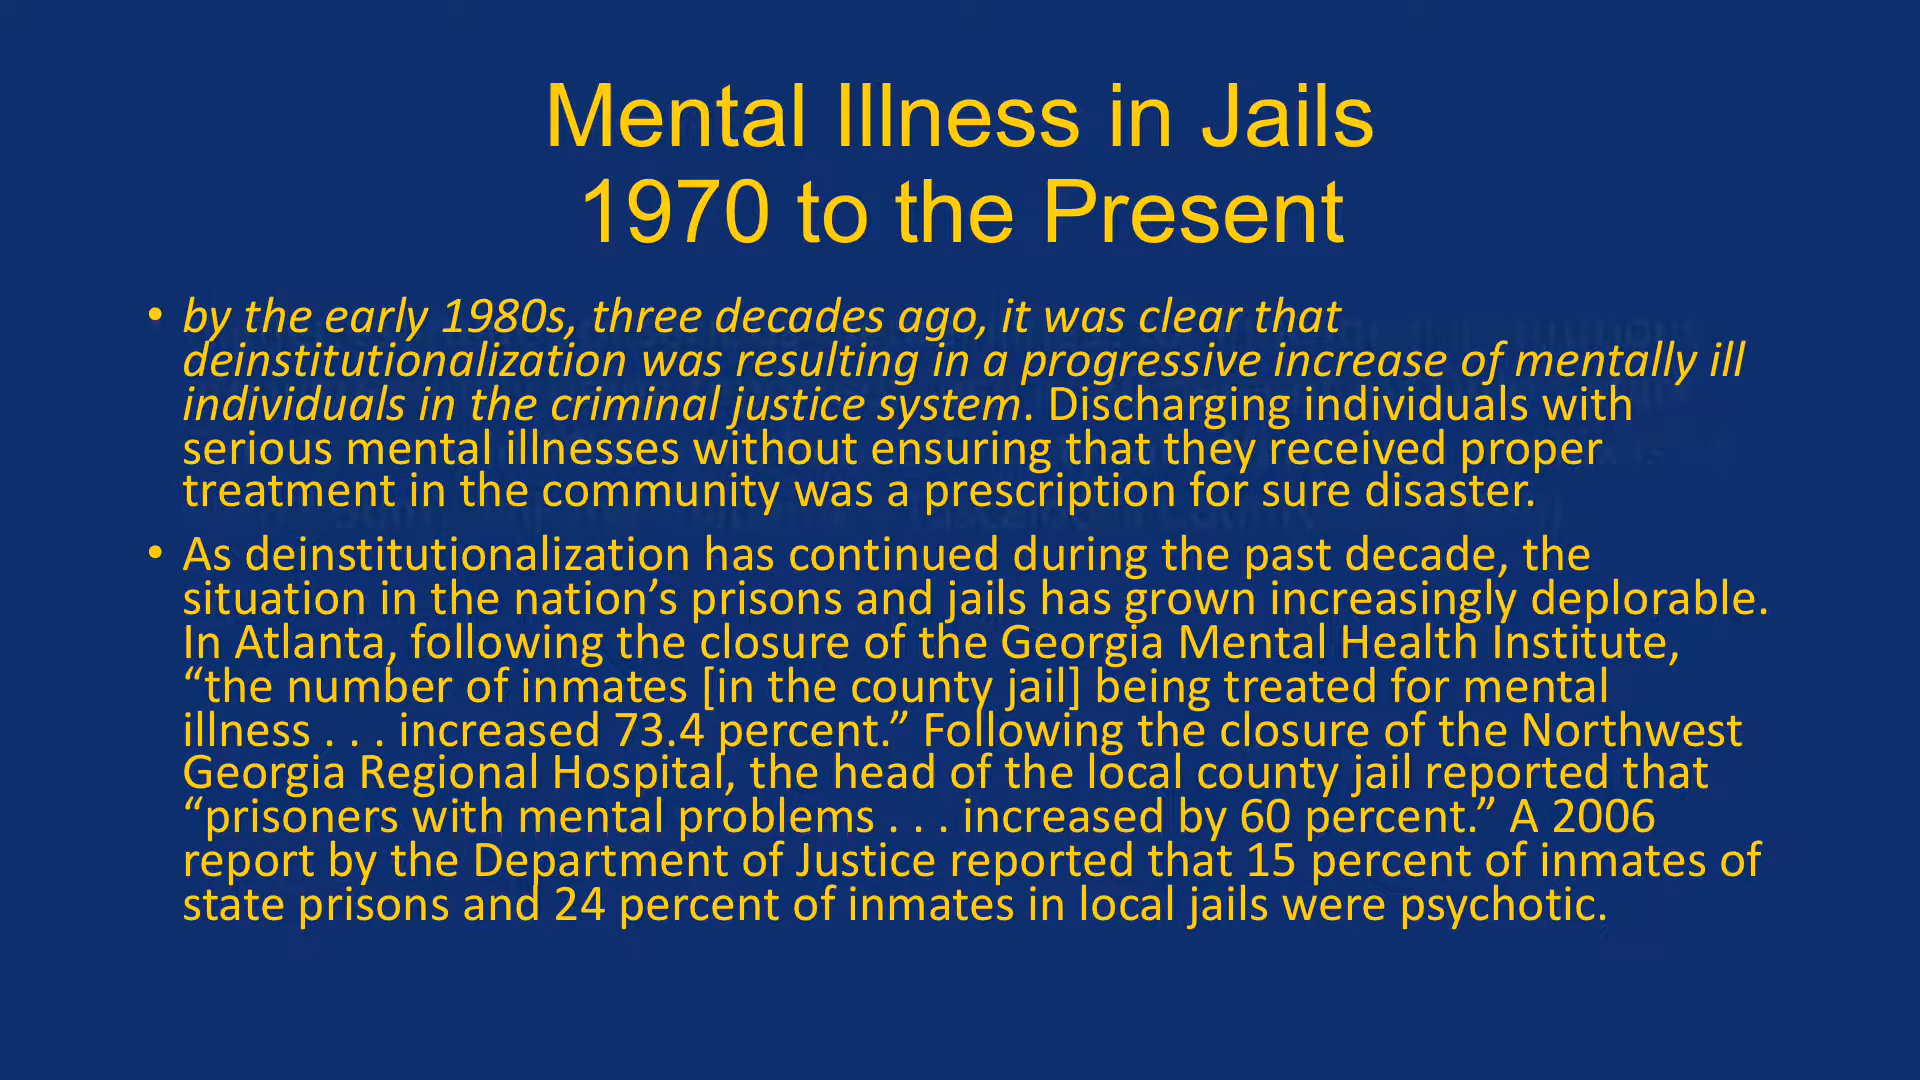 Mental Illness in Jails
1970 to the Present
• by the early 1980s, three decades ago, it was clear that
deinstitutionalization was resulting in a progressive increase of mentally ill
individuals in the criminal justice system. Discharging individuals with
serious mental illnesses without ensuring that they received proper
treatment in the community was a prescription for sure disaster.
• As deinstitutionalization has continued during the past decade, the
situation in the nation’s prisons and jails has grown increasingly deplorable.
In Atlanta, following the closure of the Georgia Mental Health Institute,
“the number of inmates [in the county jail] being treated for mental
illness . . . increased 73.4 percent.” Following the closure of the Northwest
Georgia Regional Hospital, the head of the local county jail reported that
“prisoners with mental problems . . . increased by 60 percent.” A 2006
report by the Department of Justice reported that 15 percent of inmates of
state prisons and 24 percent of inmates in local jails were psychotic.